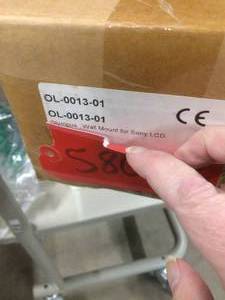 OL-0013-01
OL-0013-01
Wall Mount for Sony LCD
CE